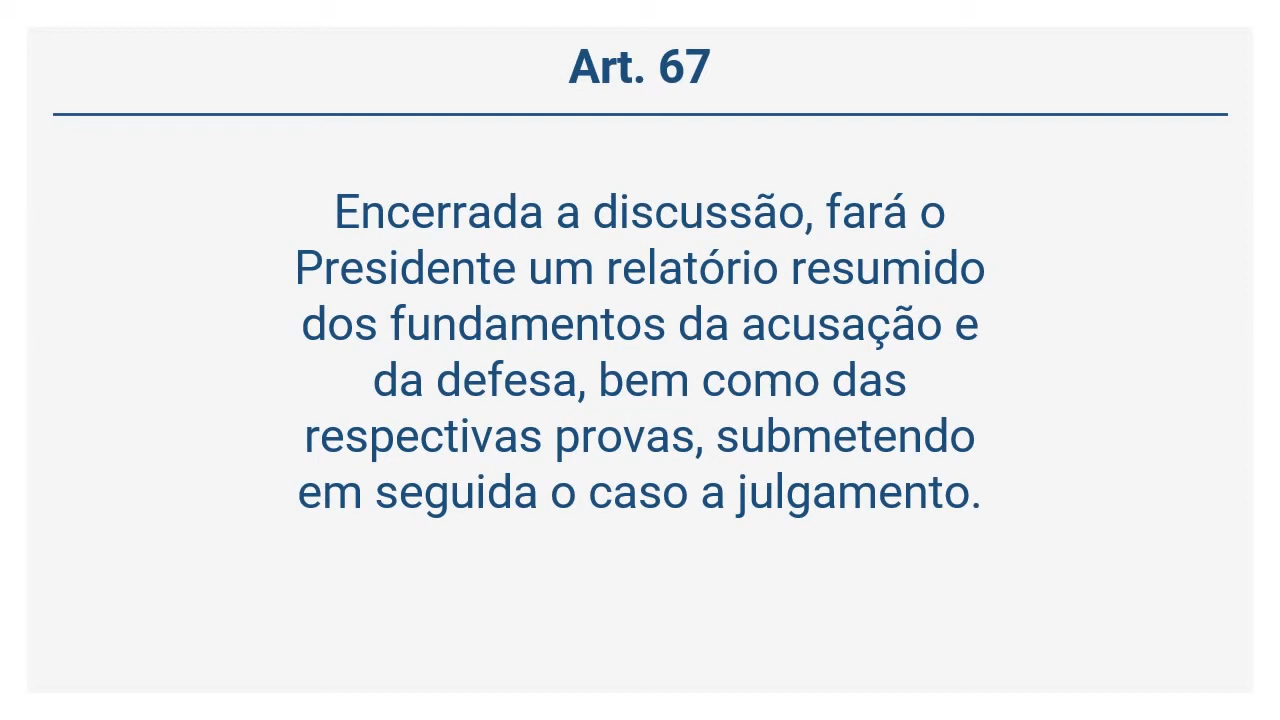 Art. 67
Encerrada a discussão, fará o
Presidente um relatório resumido
dos fundamentos da acusação e
da defesa, bem como das
respectivas provas, submetendo
em seguida o caso a julgamento.